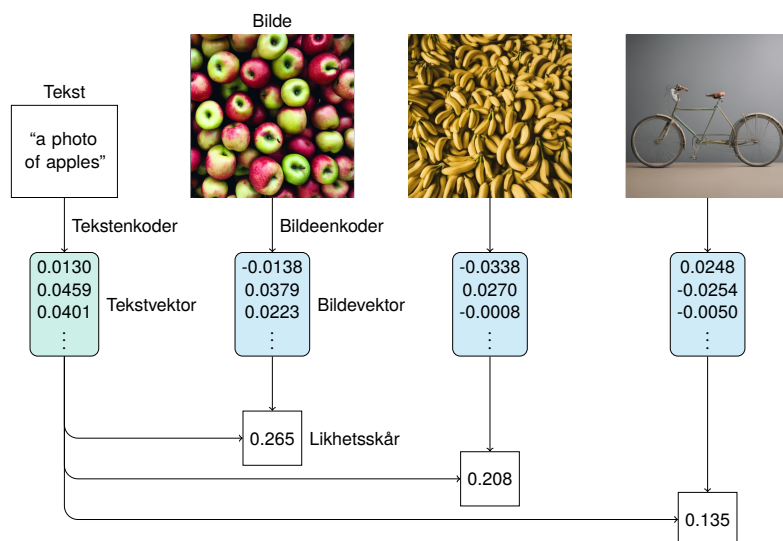 Bilde
Tekst
“a photo
of apples”
Tekstenkoder
Bildeenkoder
0.0130
0.0459
0.0401
⋮
Tekstvektor
-0.0138
0.0379
0.0223
⋮
Bildevektor
-0.0338
0.0270
-0.0008
⋮
0.0248
-0.0254
-0.0050
⋮
0.265
Likhetsskår
0.208
0.135